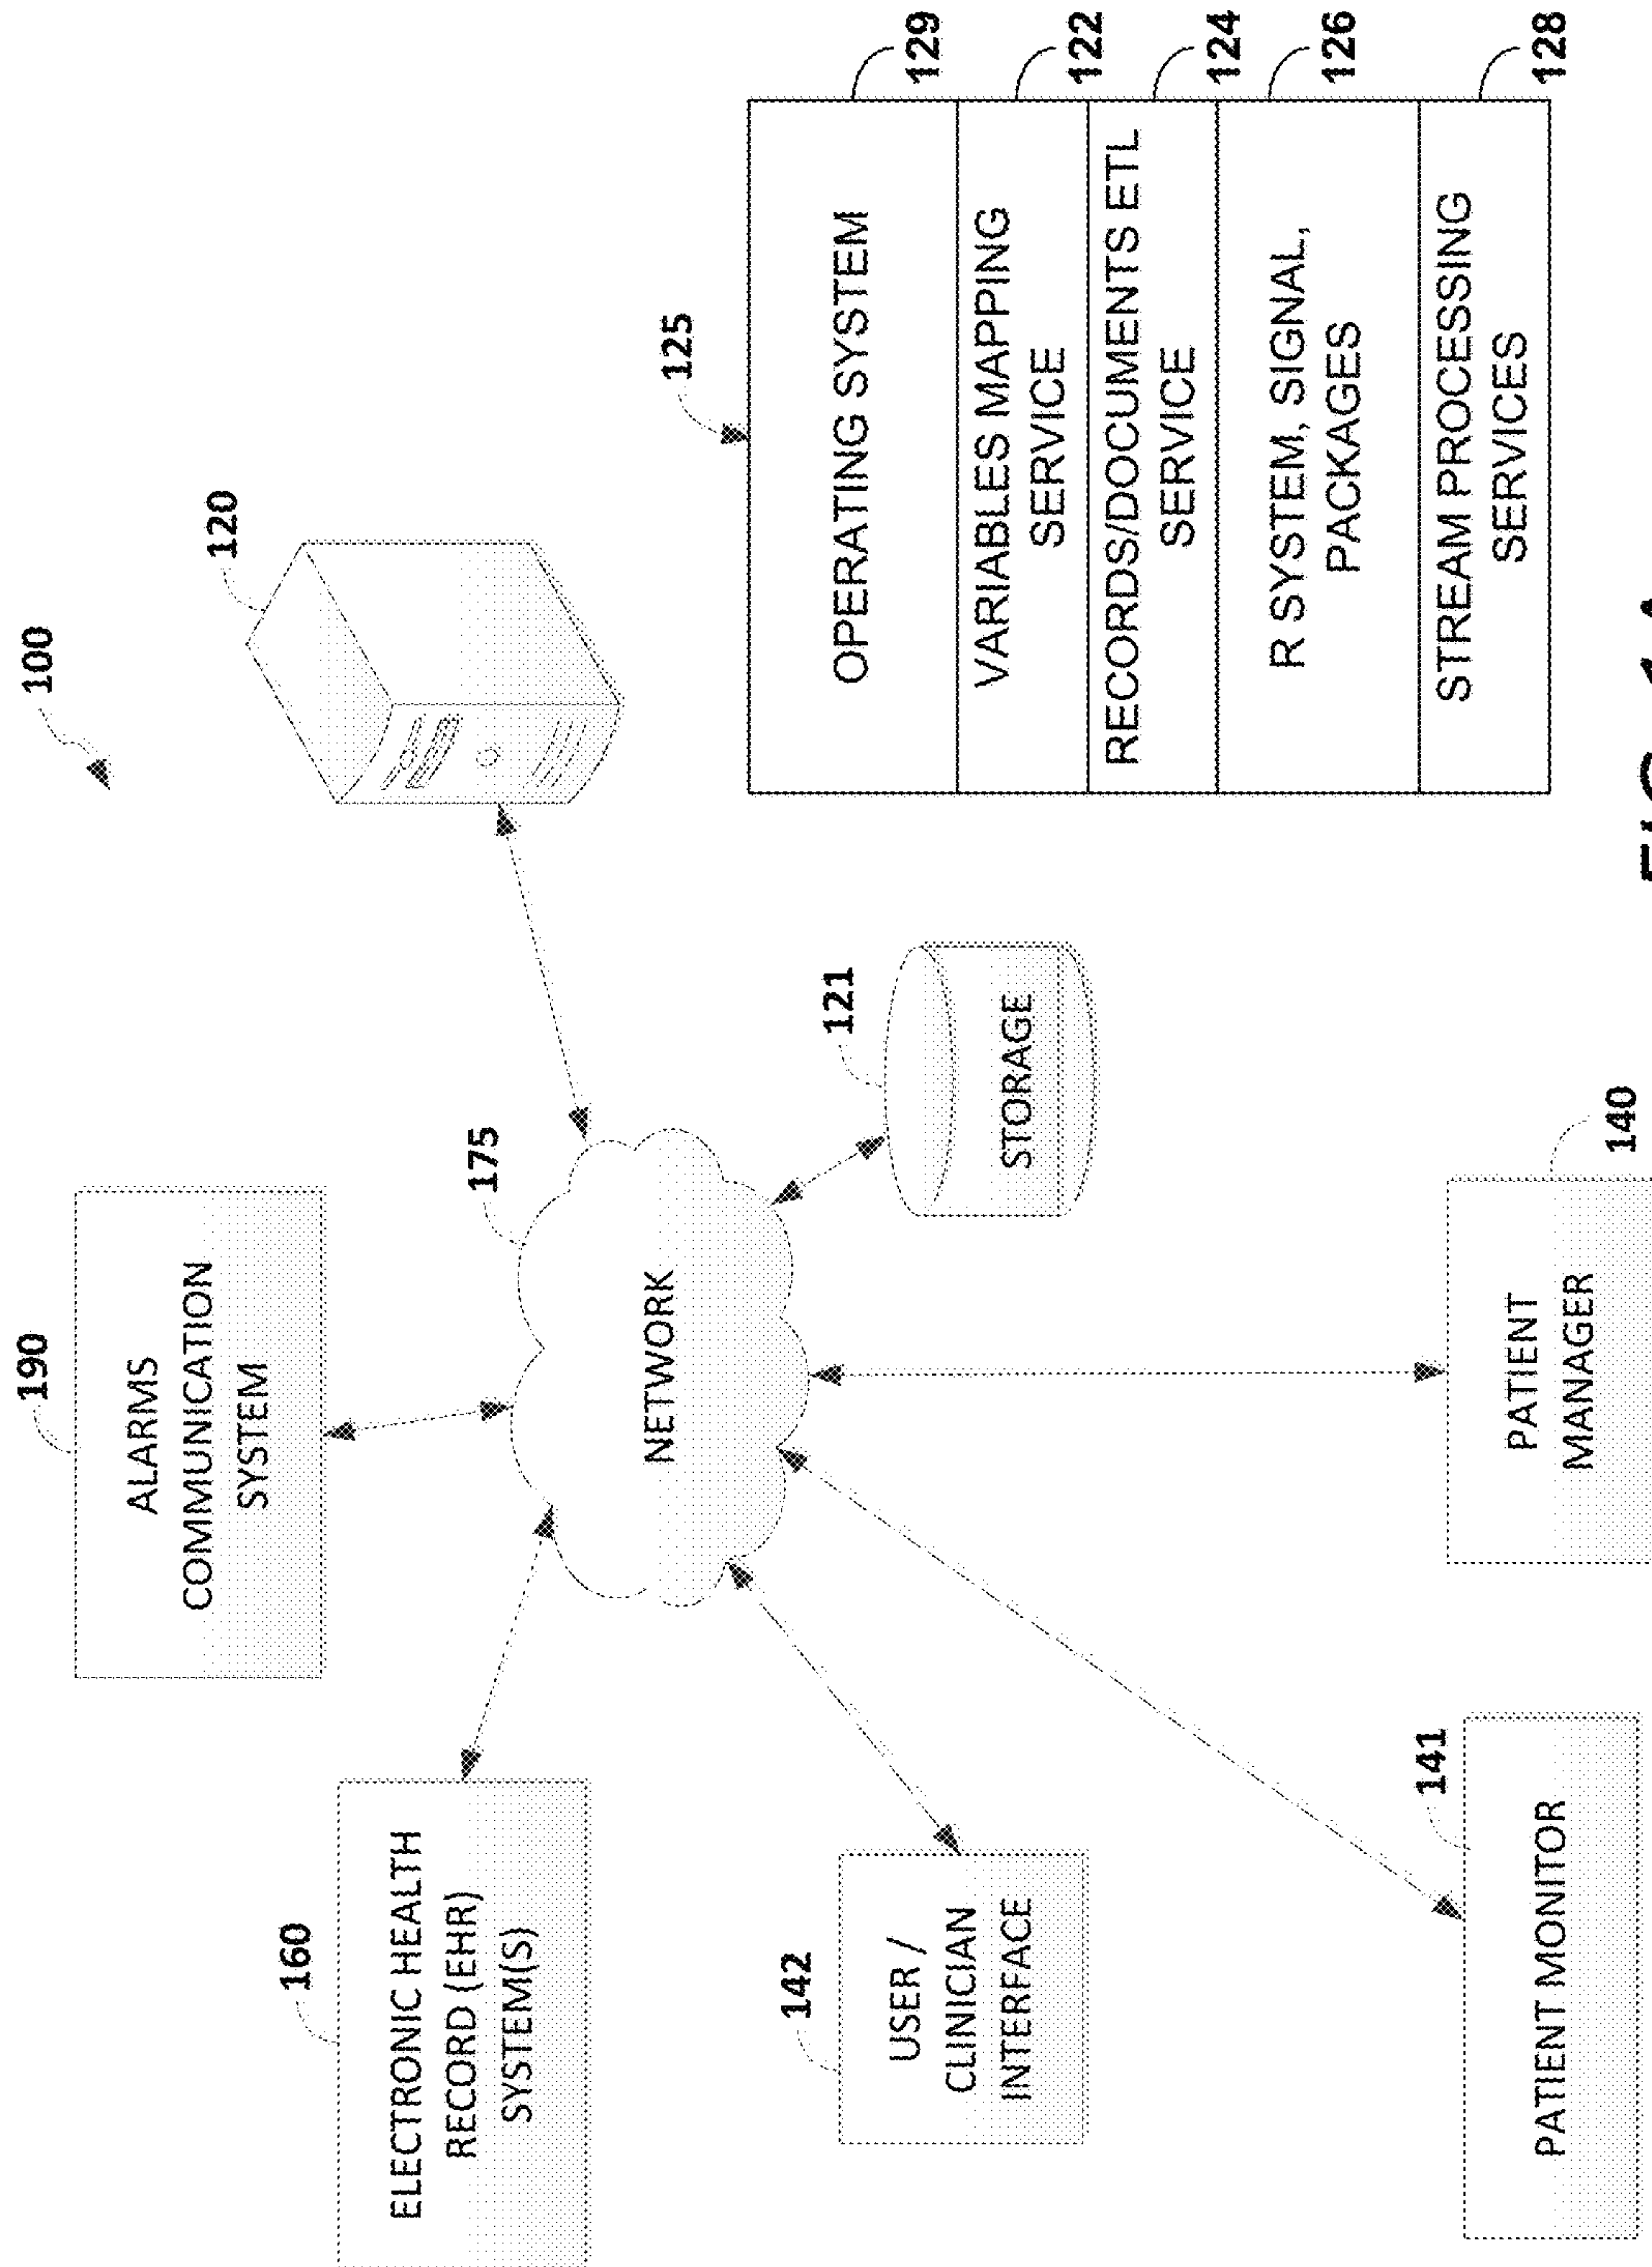 190
ALARMS
COMMUNICATION
SYSTEM
100
120
160
ELECTRONIC HEALTH
RECORD (EHR)
SYSTEM(S)
175
NETWORK
142
USER /
CLINICIAN
INTERFACE
121
STORAGE
141
PATIENT MONITOR
PATIENT
MANAGER
140
125
OPERATING SYSTEM
129
VARIABLES MAPPING
SERVICE
122
RECORDS/DOCUMENTS ETL
SERVICE
124
R SYSTEM, SIGNAL,
PACKAGES
126
STREAM PROCESSING
SERVICES
128
FIG. 1A